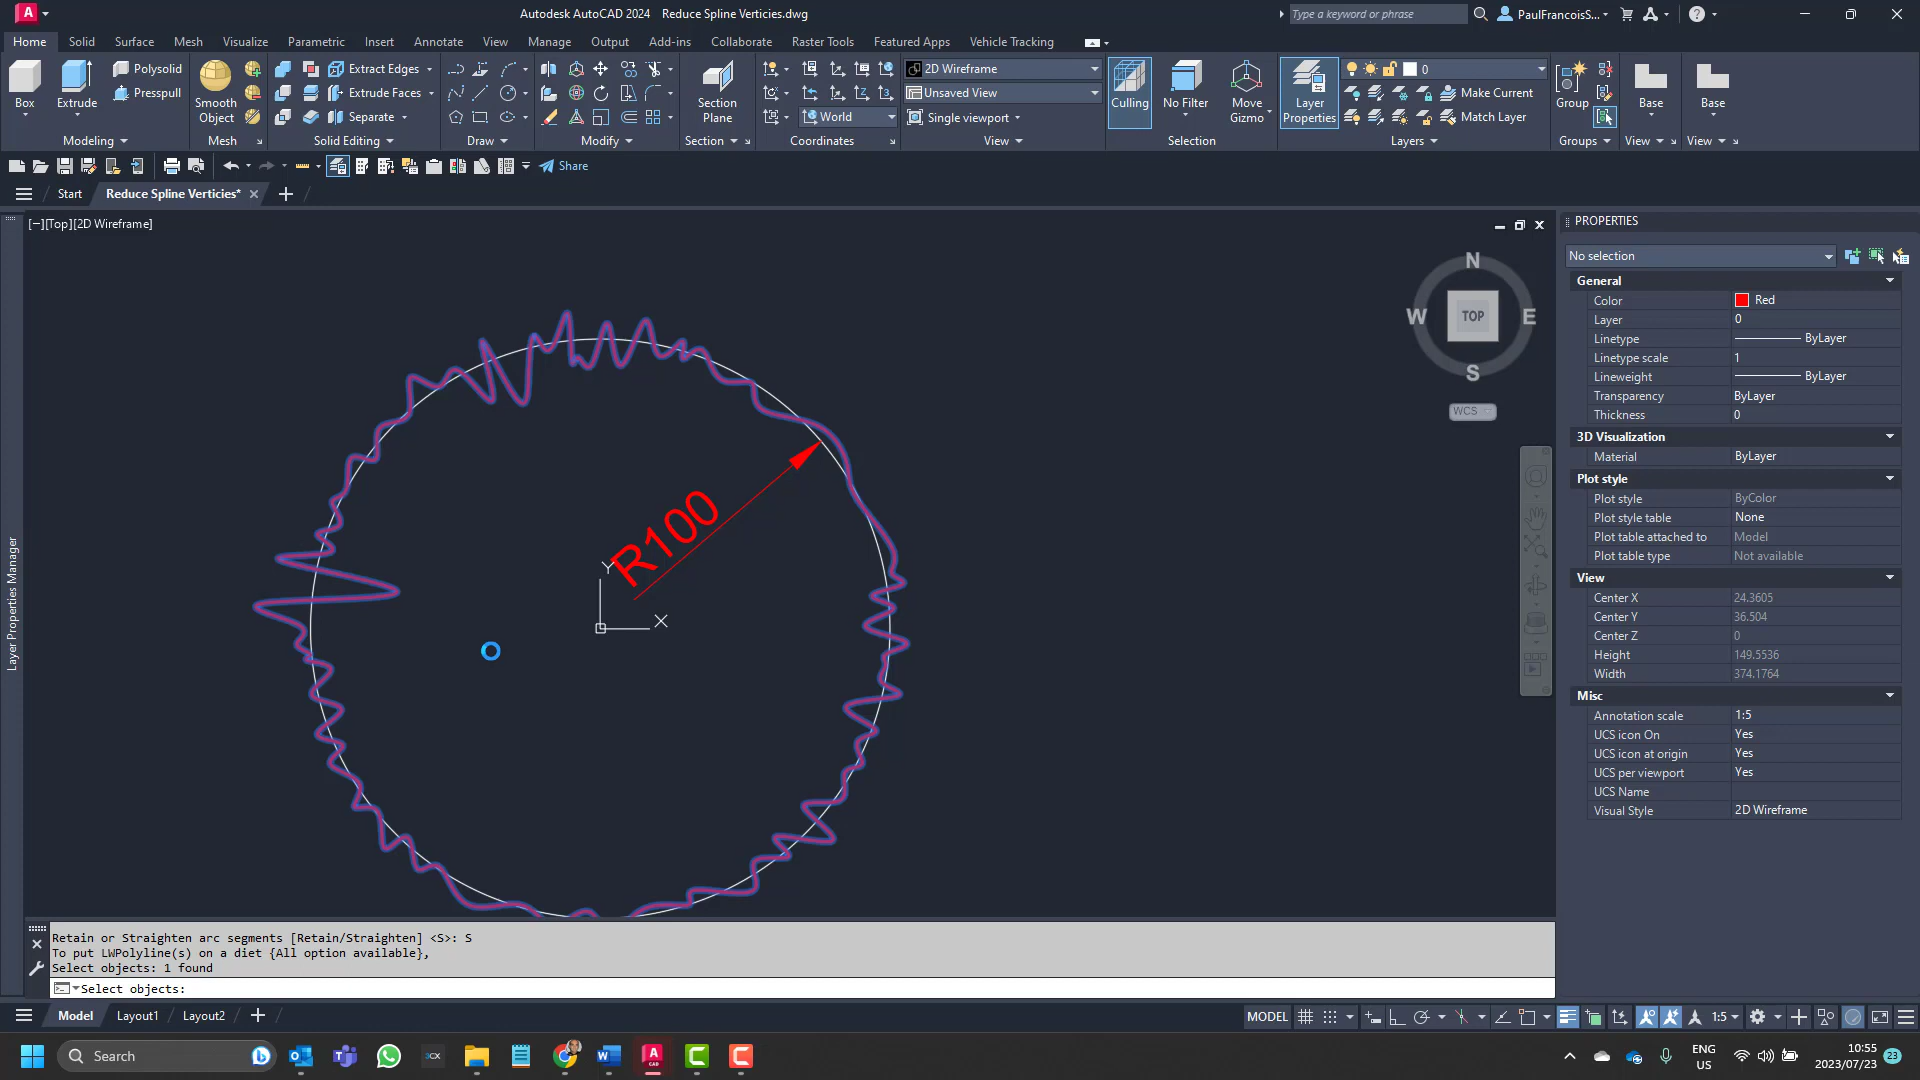 Autodesk AutoCAD 2024 Reduce Spline Verticies.dwg
Type a keyword or phrase
PaulFrancoisS...
Home Solid Surface Mesh Visualize Parametric Insert Annotate View Manage Output Add-ins Collaborate Raster Tools Featured Apps Vehicle Tracking
Box
Extrude
Polysolid
Presspull
Smooth Object
Extract Edges
Extrude Faces
Separate
Section Plane
World
2D Wireframe
Unsaved View
Single viewport
Culling
No Filter
Move Gizmo
Layer Properties
0
Make Current
Match Layer
Group
Base
Base
Modeling Mesh Solid Editing Draw Modify Section Coordinates View Selection Layers Groups View View
Share
Start
Reduce Spline Verticies*
[−][Top][2D Wireframe]
Layer Properties Manager
N
W TOP E
S
WCS
R100
Y
X
PROPERTIES
No selection
General
Color Red
Layer 0
Linetype ByLayer
Linetype scale 1
Lineweight ByLayer
Transparency ByLayer
Thickness 0
3D Visualization
Material ByLayer
Plot style
Plot style ByColor
Plot style table None
Plot table attached to Model
Plot table type Not available
View
Center X 24.3605
Center Y 36.504
Center Z 0
Height 149.5536
Width 374.1764
Misc
Annotation scale 1:5
UCS icon On Yes
UCS icon at origin Yes
UCS per viewport Yes
UCS Name
Visual Style 2D Wireframe
Retain or Straighten arc segments [Retain/Straighten] <S>: S
To put LWPolyline(s) on a diet {All option available},
Select objects: 1 found
Select objects:
Model Layout1 Layout2
MODEL
1:5
Search
3CX
ENG
US
10:55
2023/07/23
23